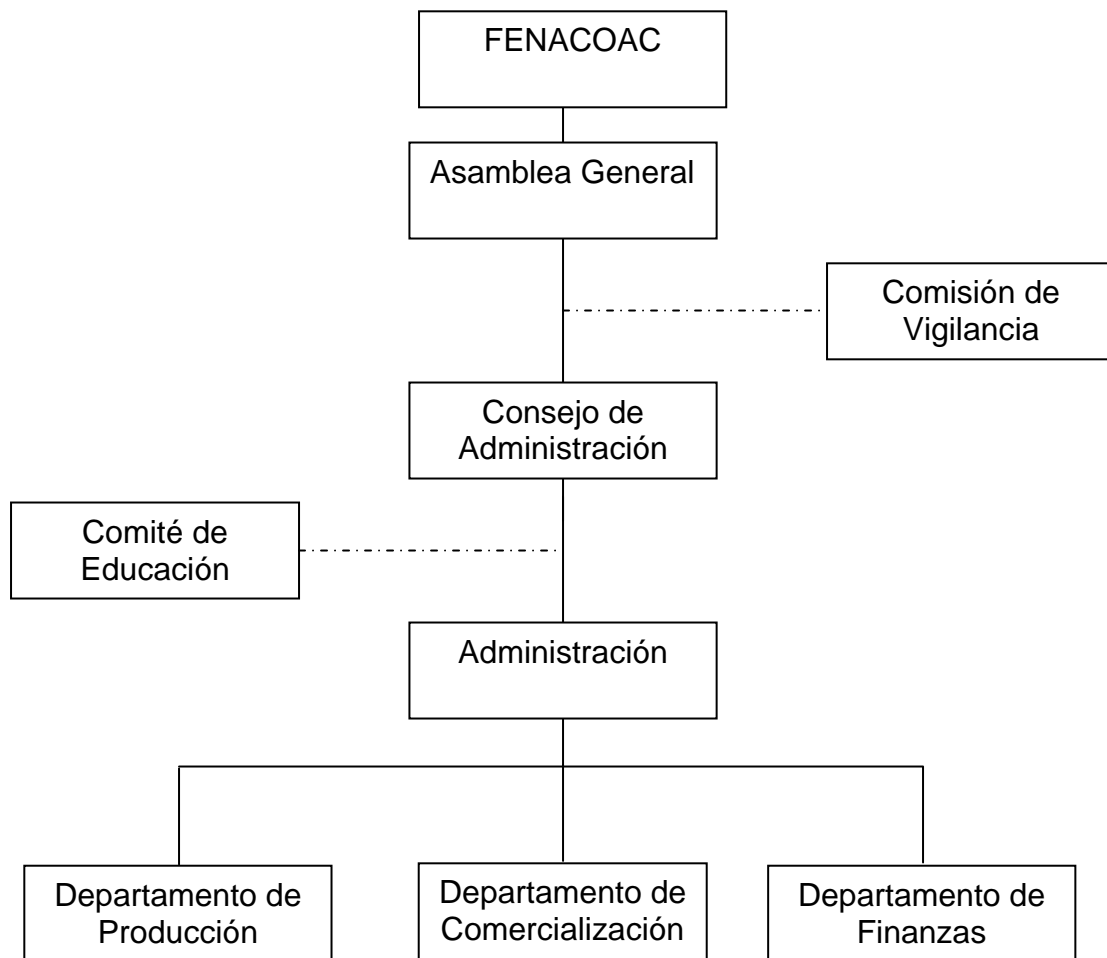 FENACOAC
Asamblea General
Comisión de
Vigilancia
Consejo de
Administración
Comité de
Educación
Administración
Departamento de
Producción
Departamento de
Comercialización
Departamento de
Finanzas